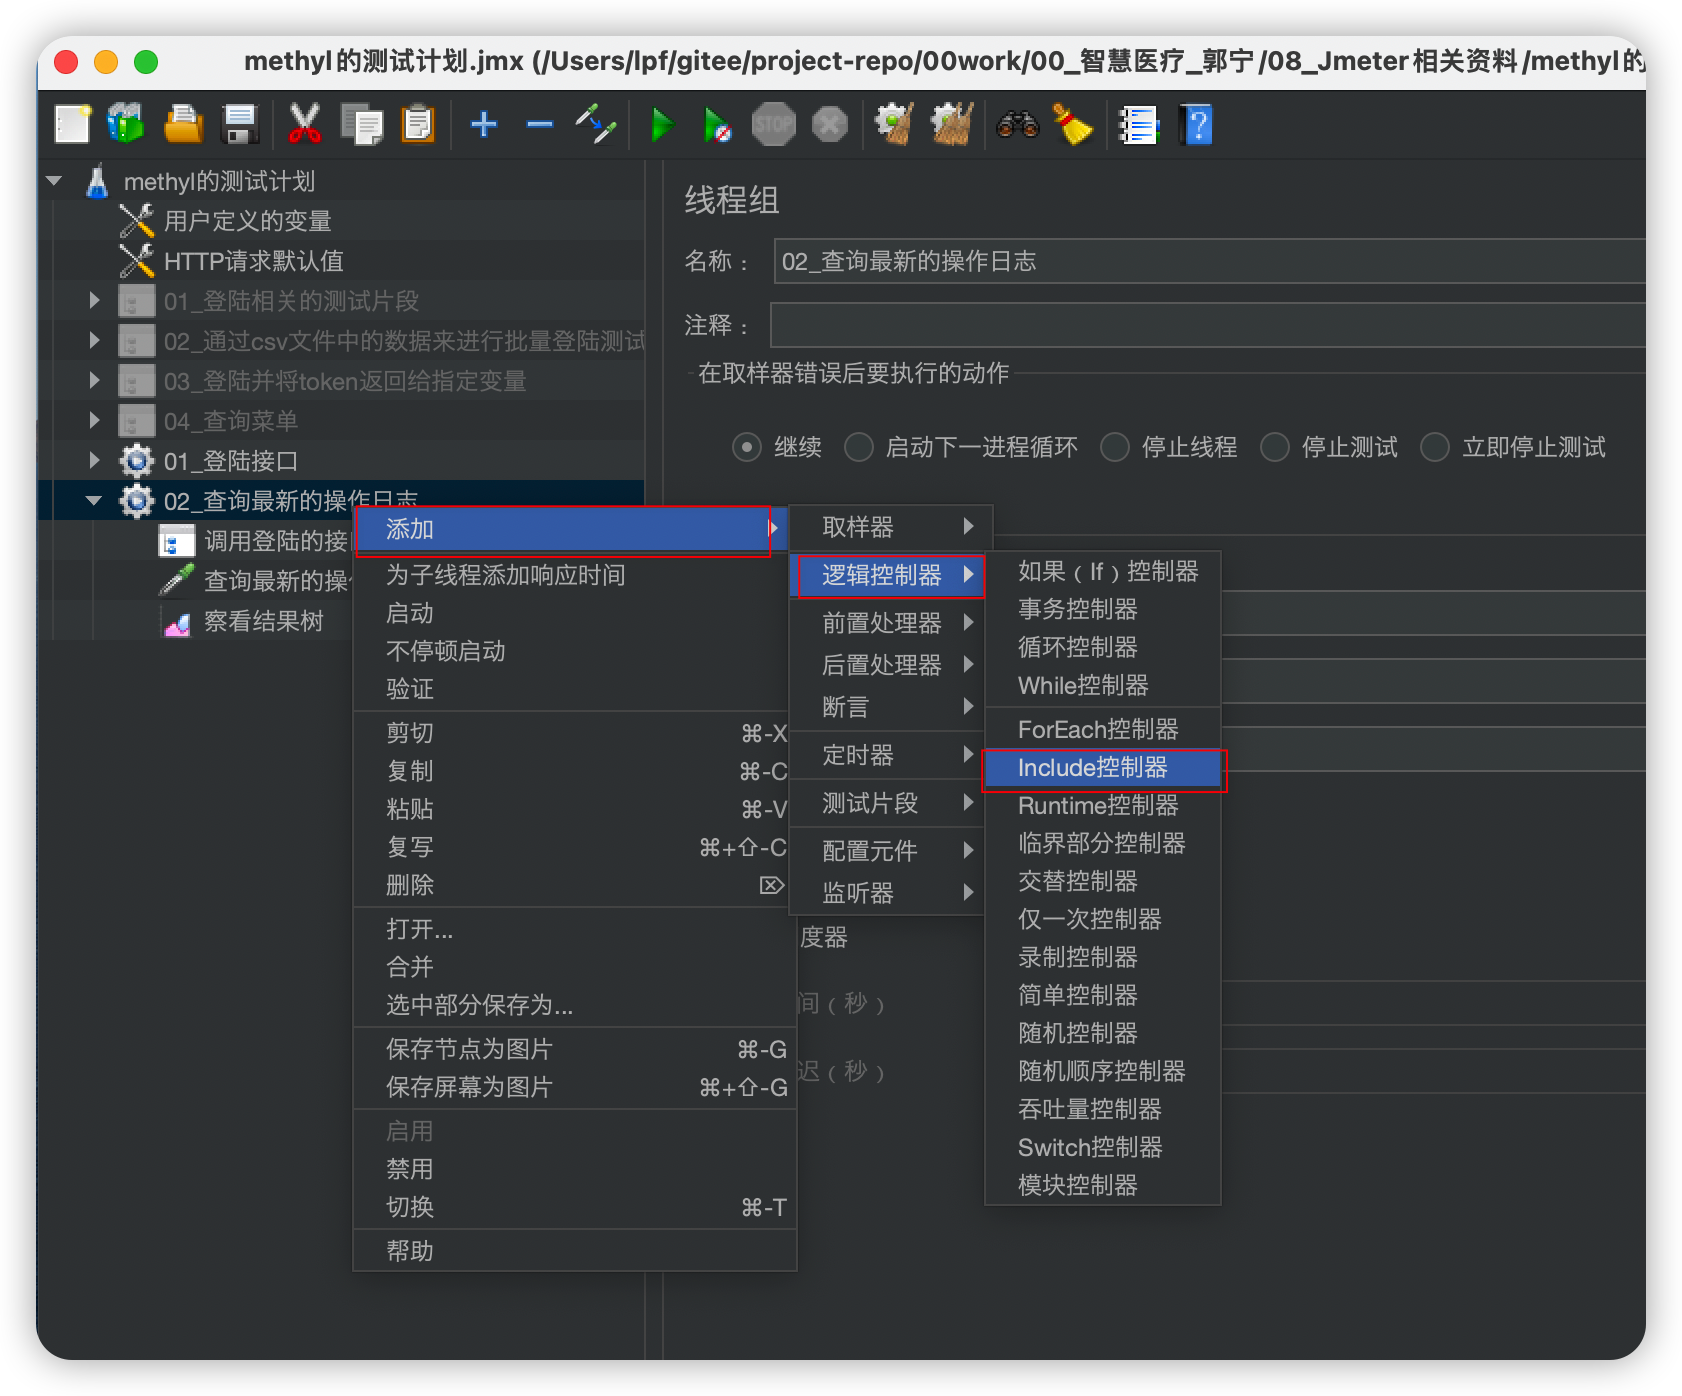 methyl的测试计划.jmx (/Users/lpf/gitee/project-repo/00work/00_智慧医疗_郭宁/08_Jmeter相关资料/methyl的
STOP
methyl的测试计划
用户定义的变量
HTTP请求默认值
01_登陆相关的测试片段
02_通过csv文件中的数据来进行批量登陆测试
03_登陆并将token返回给指定变量
04_查询菜单
01_登陆接口
02_查询最新的操作日志
调用登陆的接
查询最新的操
察看结果树
线程组
名称：
02_查询最新的操作日志
注释：
在取样器错误后要执行的动作
继续
启动下一进程循环
停止线程
停止测试
立即停止测试
添加
为子线程添加响应时间
启动
不停顿启动
验证
剪切 ⌘-X
复制 ⌘-C
粘贴 ⌘-V
复写 ⌘+⇧-C
删除 ⌦
打开...
合并
选中部分保存为...
保存节点为图片 ⌘-G
保存屏幕为图片 ⌘+⇧-G
启用
禁用
切换 ⌘-T
帮助
取样器
逻辑控制器
前置处理器
后置处理器
断言
定时器
测试片段
配置元件
监听器
度器
间（秒）
迟（秒）
如果（If）控制器
事务控制器
循环控制器
While控制器
ForEach控制器
Include控制器
Runtime控制器
临界部分控制器
交替控制器
仅一次控制器
录制控制器
简单控制器
随机控制器
随机顺序控制器
吞吐量控制器
Switch控制器
模块控制器